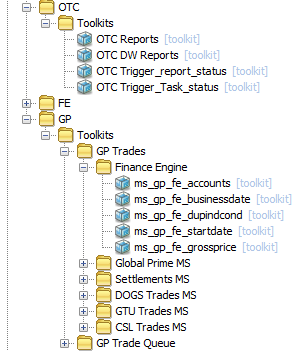 OTC
Toolkits
OTC Reports [toolkit]
OTC DW Reports [toolkit]
OTC Trigger_report_status [toolkit]
OTC Trigger_Task_status [toolkit]
FE
GP
Toolkits
GP Trades
Finance Engine
ms_gp_fe_accounts [toolkit]
ms_gp_fe_businessdate [toolkit]
ms_gp_fe_dupindcond [toolkit]
ms_gp_fe_startdate [toolkit]
ms_gp_fe_grossprice [toolkit]
Global Prime MS
Settlements MS
DOGS Trades MS
GTU Trades MS
CSL Trades MS
GP Trade Queue